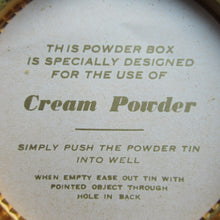 THIS POWDER BOX
IS SPECIALLY DESIGNED
FOR THE USE OF
Cream Powder
SIMPLY PUSH THE POWDER TIN
INTO WELL
WHEN EMPTY EASE OUT TIN WITH
POINTED OBJECT THROUGH
HOLE IN BACK